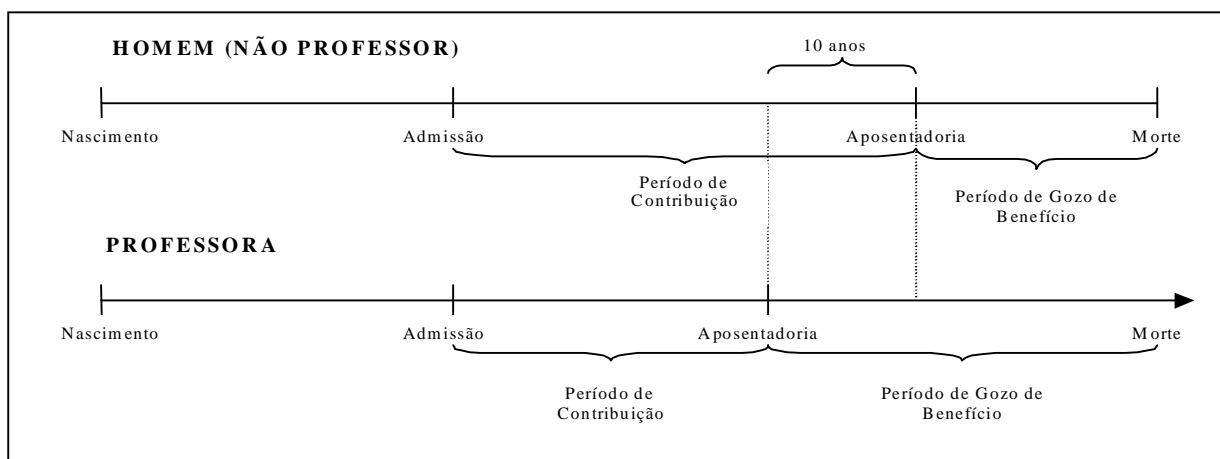 HOMEM (NÃO PROFESSOR)
10 anos
Nascimento
Admissão
Aposentadoria
Morte
Período de
Contribuição
Período de Gozo de
Benefício
PROFESSORA
Nascimento
Admissão
Aposentadoria
Morte
Período de
Contribuição
Período de Gozo de
Benefício